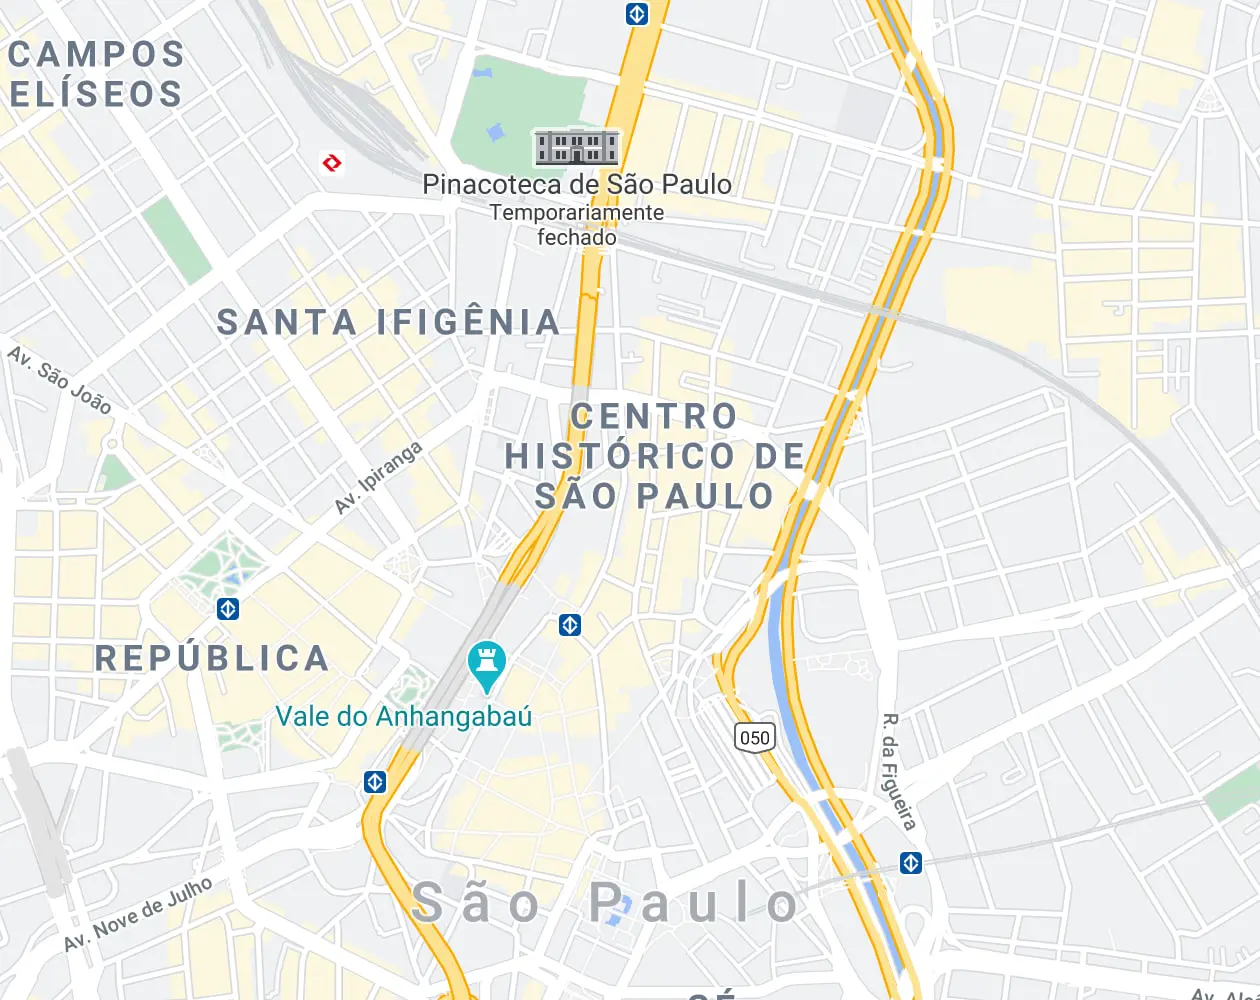 CAMPOS
ELÍSEOS
Pinacoteca de São Paulo
Temporariamente
fechado
SANTA IFIGÊNIA
Av. São João
CENTRO
HISTÓRICO DE
SÃO PAULO
Av. Ipiranga
REPÚBLICA
Vale do Anhangabaú
050
R. da Figueira
Av. Nove de Julho
São Paulo